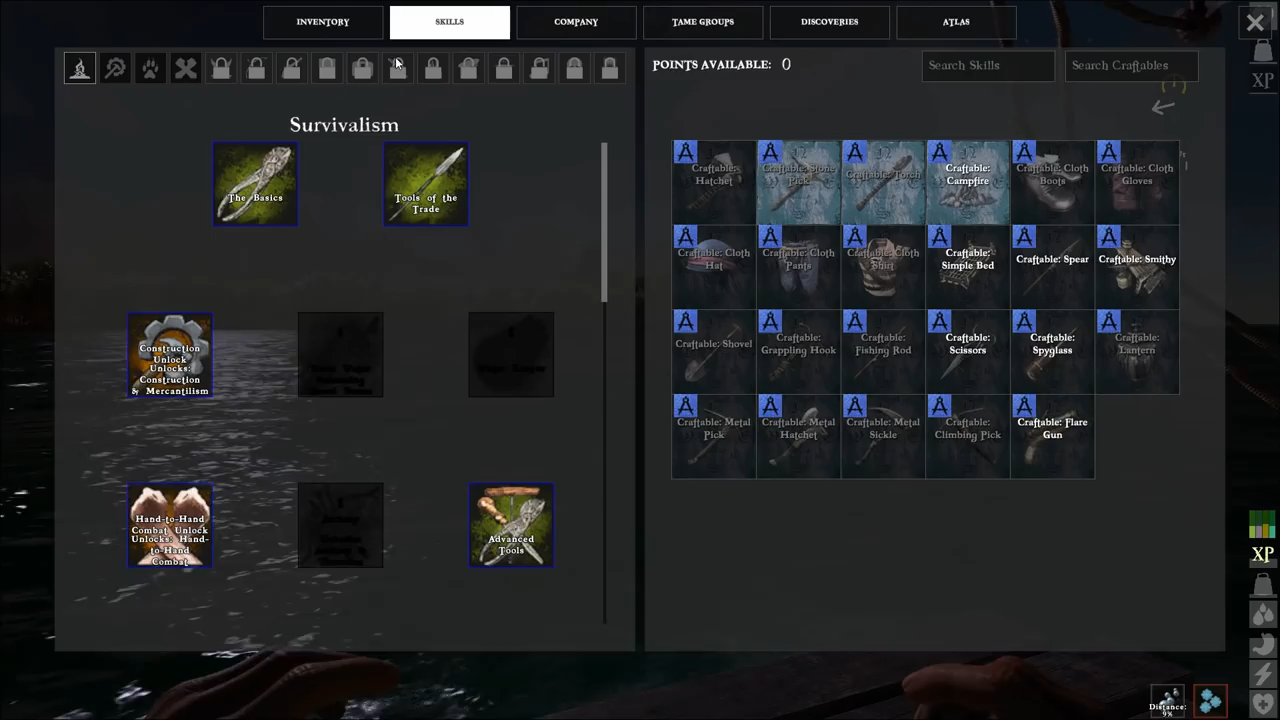 INVENTORY
SKILLS
COMPANY
TAME GROUPS
DISCOVERIES
ATLAS
POINTS AVAILABLE: 0
Search Skills
Search Craftables
XP
Survivalism
The Basics
Tools of the
Trade
Construction
Unlock
Unlocks:
Construction
& Mercantilism
Hand-to-Hand
Combat Unlock
Unlocks: Hand-
to-Hand
Combat
Advanced
Tools
Craftable:
Hatchet
Craftable: Stone
Pick
Craftable: Torch
Craftable:
Campfire
Craftable: Cloth
Boots
Craftable: Cloth
Gloves
Craftable: Cloth
Hat
Craftable: Cloth
Pants
Craftable: Cloth
Shirt
Craftable:
Simple Bed
Craftable: Spear
Craftable: Smithy
Craftable: Shovel
Craftable:
Grappling Hook
Craftable:
Fishing Rod
Craftable:
Scissors
Craftable:
Spyglass
Craftable:
Lantern
Craftable: Metal
Pick
Craftable: Metal
Hatchet
Craftable: Metal
Sickle
Craftable:
Climbing Pick
Craftable: Flare
Gun
XP
Distance:
9%